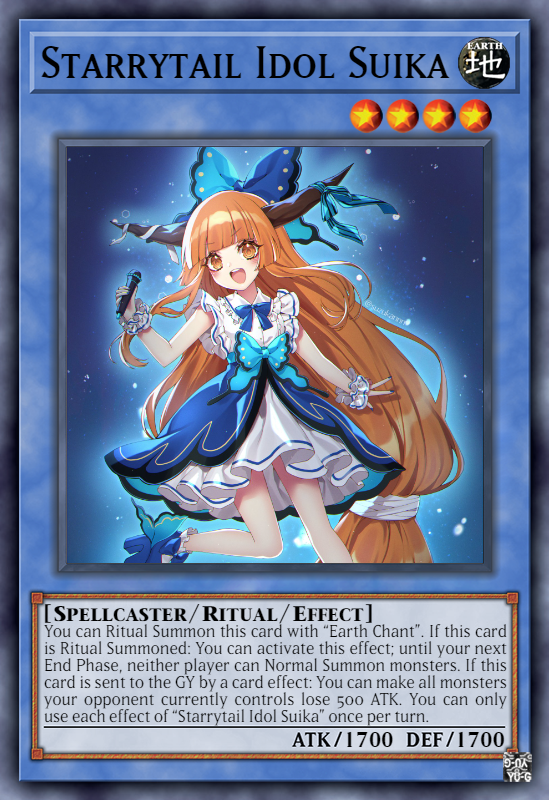 Starrytail Idol Suika
EARTH
地
[Spellcaster/Ritual/Effect]
You can Ritual Summon this card with “Earth Chant”. If this card
is Ritual Summoned: You can activate this effect; until your next
End Phase, neither player can Normal Summon monsters. If this
card is sent to the GY by a card effect: You can make all monsters
your opponent currently controls lose 500 ATK. You can only
use each effect of “Starrytail Idol Suika” once per turn.
ATK/1700 DEF/1700